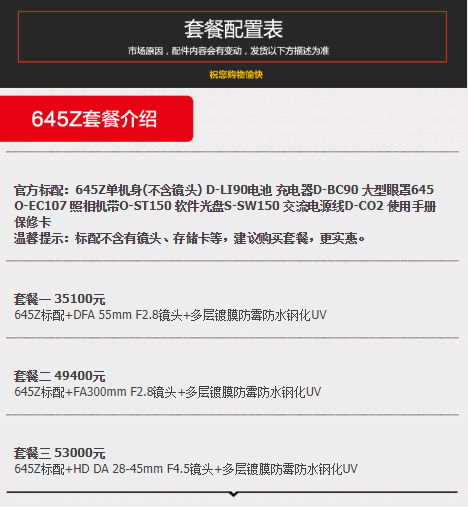 套餐配置表
市场原因，配件内容会有变动，发货以下方描述为准
祝您购物愉快
645Z套餐介绍
官方标配：645Z单机身(不含镜头) D-LI90电池 充电器D-BC90 大型眼罩645
O-EC107 照相机带O-ST150 软件光盘S-SW150 交流电源线D-CO2 使用手册
保修卡
温馨提示：标配不含有镜头、存储卡等，建议购买套餐，更实惠。
套餐一 35100元
645Z标配+DFA 55mm F2.8镜头+多层镀膜防霉防水钢化UV
套餐二 49400元
645Z标配+FA300mm F2.8镜头+多层镀膜防霉防水钢化UV
套餐三 53000元
645Z标配+HD DA 28-45mm F4.5镜头+多层镀膜防霉防水钢化UV